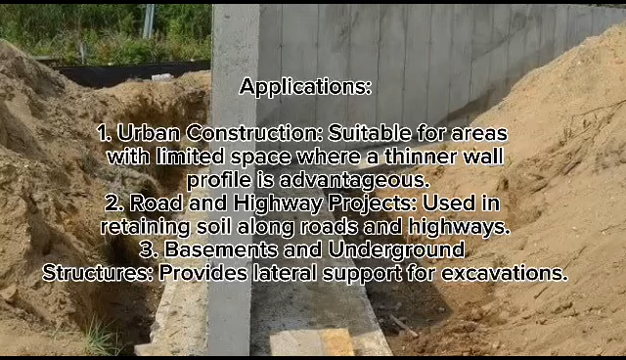 Applications:
1. Urban Construction: Suitable for areas
with limited space where a thinner wall
profile is advantageous.
2. Road and Highway Projects: Used in
retaining soil along roads and highways.
3. Basements and Underground
Structures: Provides lateral support for excavations.